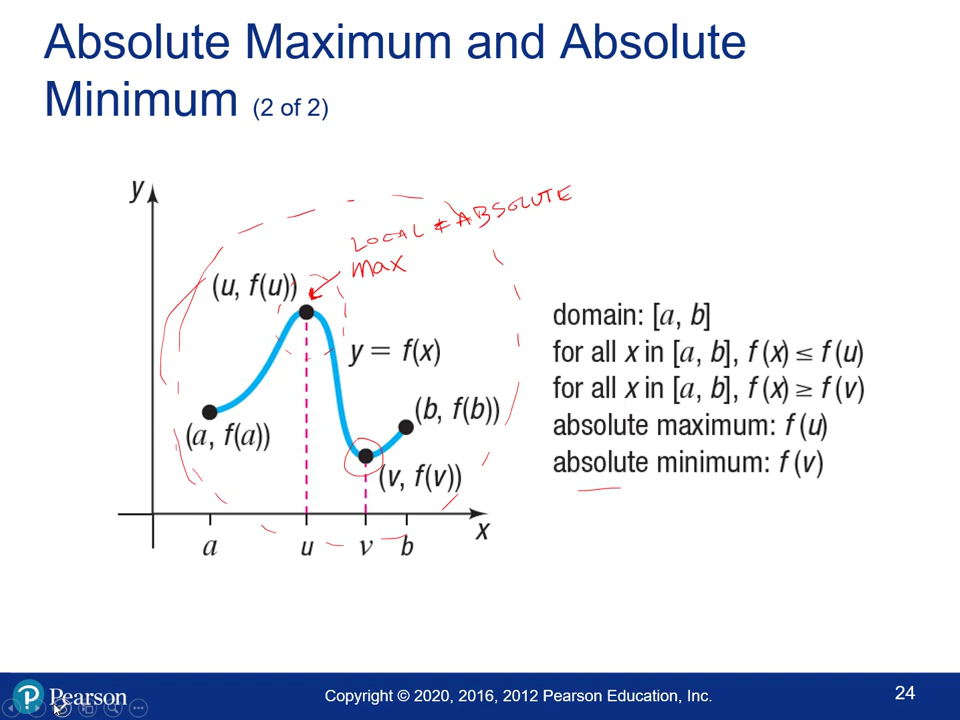 Absolute Maximum and Absolute
Minimum (2 of 2)
y
LOCAL & ABSOLUTE
max
(u, f(u))
y = f(x)
(a, f(a))
(b, f(b))
(v, f(v))
x
a u v b
domain: [a, b]
for all x in [a, b], f (x) ≤ f (u)
for all x in [a, b], f (x) ≥ f (v)
absolute maximum: f (u)
absolute minimum: f (v)
Pearson
Copyright © 2020, 2016, 2012 Pearson Education, Inc.
24